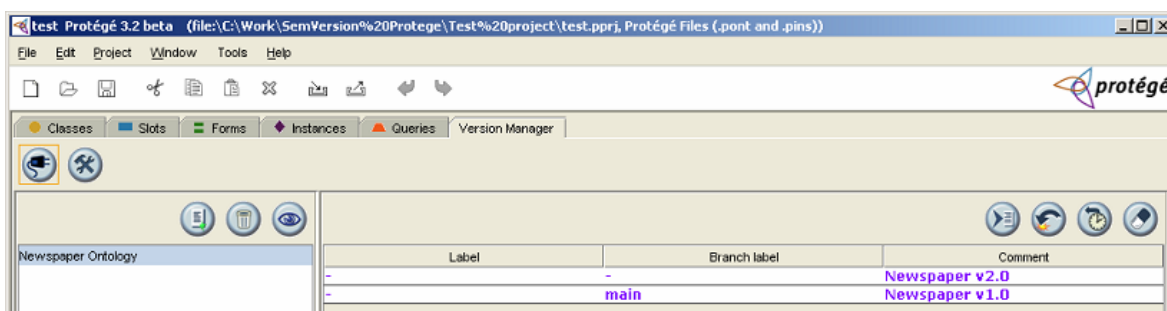 test Protégé 3.2 beta (file:\C:\Work\SemVersion%20Protege\Test%20project\test.pprj, Protégé Files (.pont and .pins))
File Edit Project Window Tools Help
protégé
Classes Slots Forms Instances Queries Version Manager
Newspaper Ontology
Label Branch label Comment
- - Newspaper v2.0
- main Newspaper v1.0